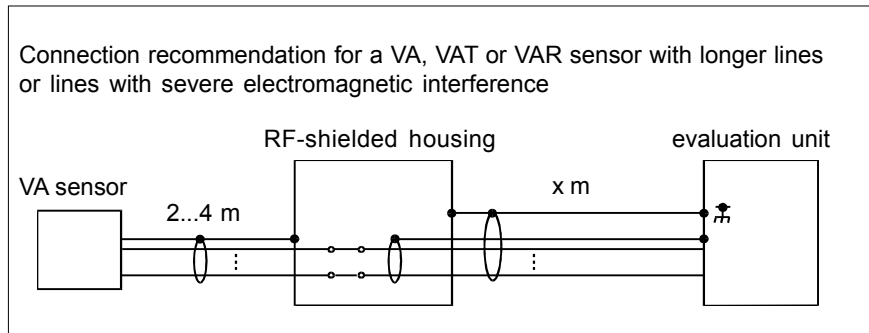 Connection recommendation for a VA, VAT or VAR sensor with longer lines
or lines with severe electromagnetic interference
RF-shielded housing
evaluation unit
VA sensor
2...4 m
x m